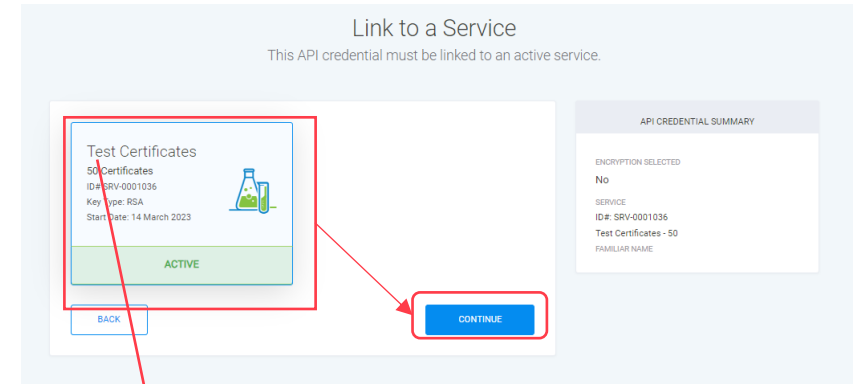 Link to a Service
This API credential must be linked to an active service.
Test Certificates
50 Certificates
ID# SRV-0001036
Key Type: RSA
Start Date: 14 March 2023
ACTIVE
BACK
CONTINUE
API CREDENTIAL SUMMARY
ENCRYPTION SELECTED
No
SERVICE
ID#: SRV-0001036
Test Certificates - 50
FAMILIAR NAME